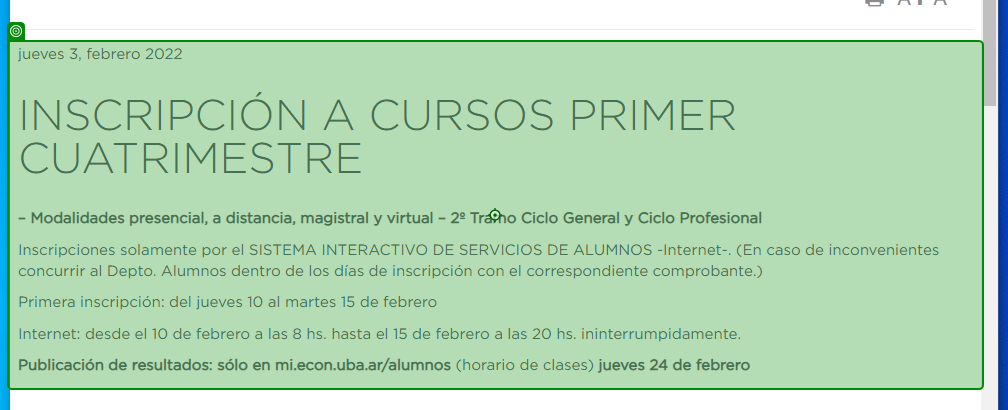 jueves 3, febrero 2022
INSCRIPCIÓN A CURSOS PRIMER
CUATRIMESTRE
– Modalidades presencial, a distancia, magistral y virtual – 2º Tramo Ciclo General y Ciclo Profesional
Inscripciones solamente por el SISTEMA INTERACTIVO DE SERVICIOS DE ALUMNOS -Internet-. (En caso de inconvenientes
concurrir al Depto. Alumnos dentro de los días de inscripción con el correspondiente comprobante.)
Primera inscripción: del jueves 10 al martes 15 de febrero
Internet: desde el 10 de febrero a las 8 hs. hasta el 15 de febrero a las 20 hs. ininterrumpidamente.
Publicación de resultados: sólo en mi.econ.uba.ar/alumnos (horario de clases) jueves 24 de febrero